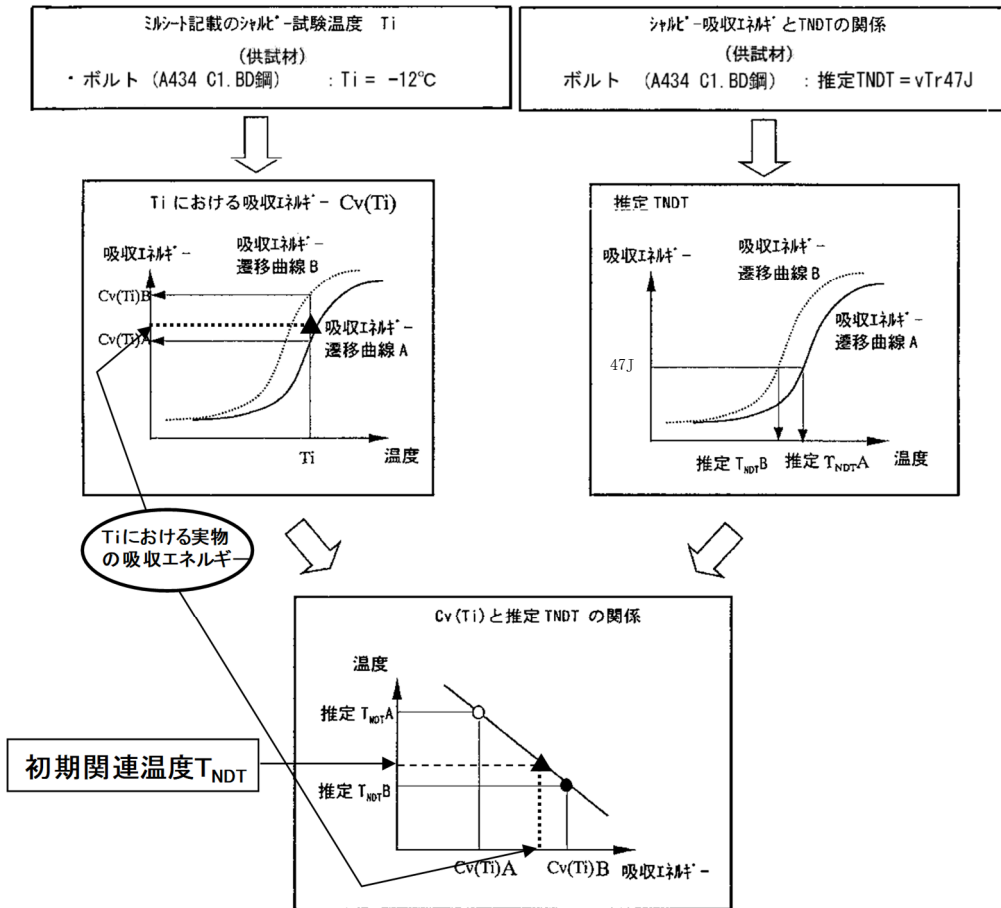 ミルシート記載のシャルピー試験温度 Ti
(供試材)
・ボルト (A434 C1.BD鋼) : Ti = -12℃
シャルピー吸収エネルギとTNDTの関係
(供試材)
ボルト (A434 C1.BD鋼) : 推定TNDT=vTr47J
Tiにおける吸収エネルギー Cv(Ti)
吸収エネルギー
吸収エネルギー
遷移曲線B
Cv(Ti)B
Cv(Ti)A
吸収エネルギー
遷移曲線A
Ti
温度
推定 TNDT
吸収エネルギー
吸収エネルギー
遷移曲線B
吸収エネルギー
遷移曲線A
47J
推定 TNDTB
推定 TNDTA
温度
Tiにおける実物
の吸収エネルギー
Cv(Ti)と推定TNDT の関係
温度
推定 TNDTA
初期関連温度TNDT
推定 TNDTB
Cv(Ti)A
Cv(Ti)B
吸収エネルギー